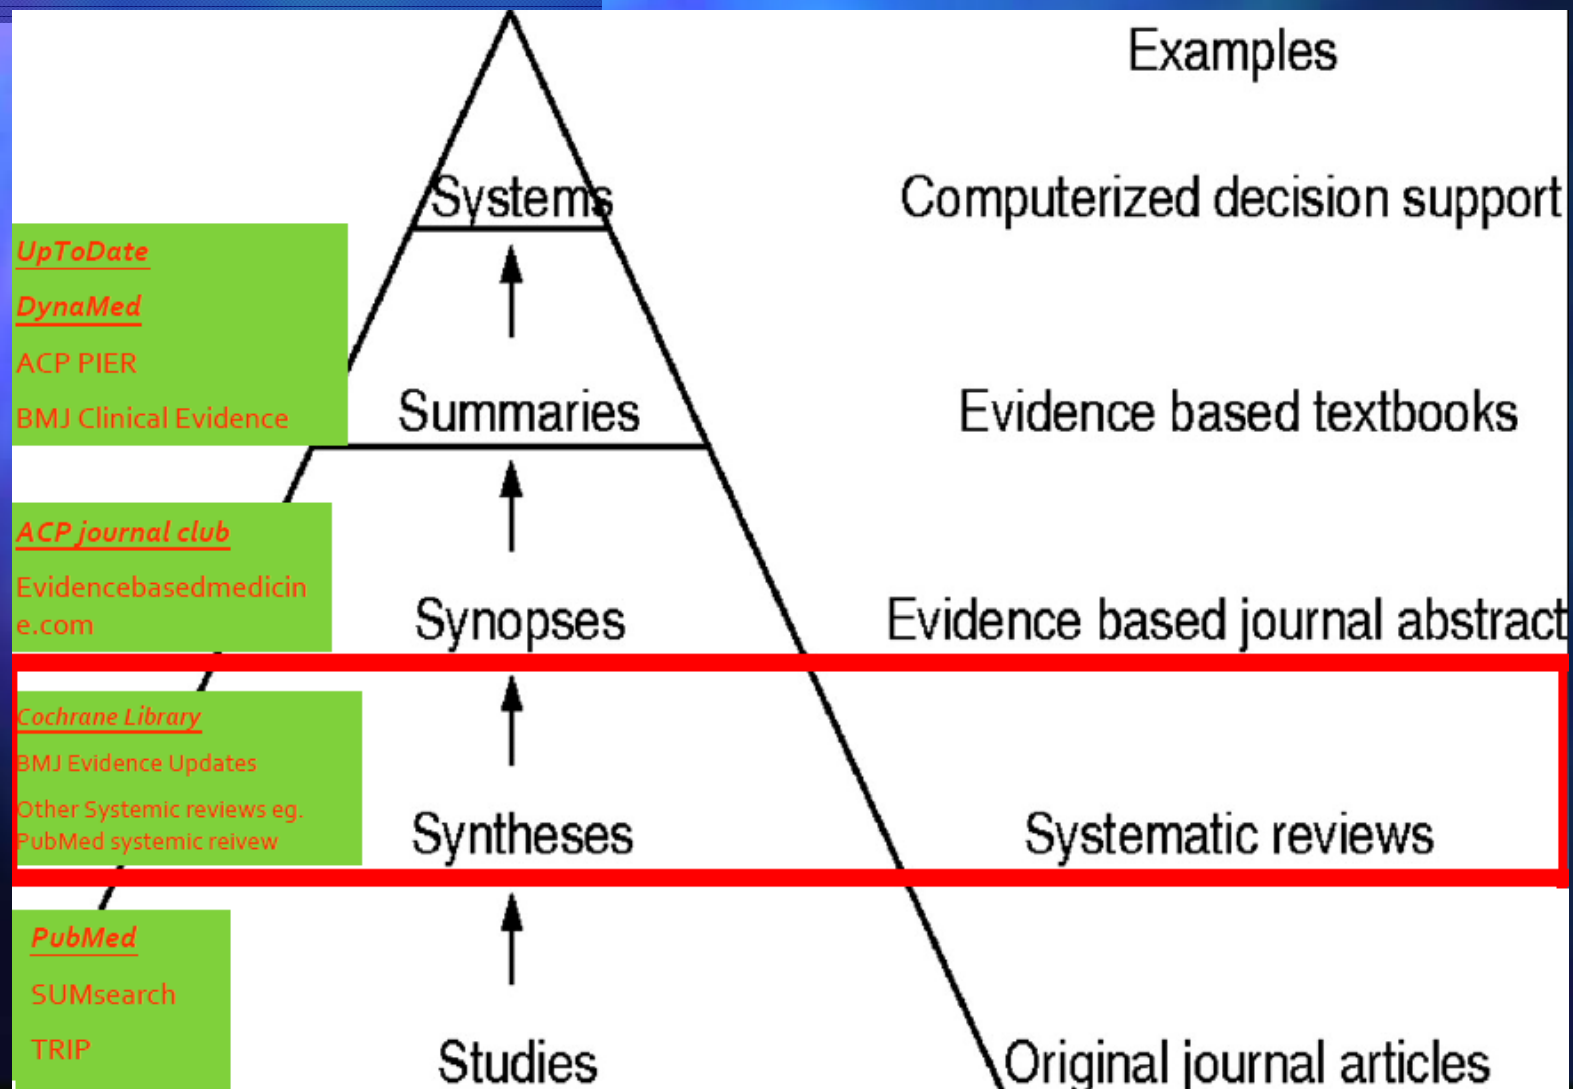 Examples
Systems
Computerized decision support
UpToDate
DynaMed
ACP PIER
BMJ Clinical Evidence
Summaries
Evidence based textbooks
ACP journal club
Evidencebasedmedicin
e.com
Synopses
Evidence based journal abstract
Cochrane Library
BMJ Evidence Updates
Other Systemic reviews eg.
PubMed systemic reivew
Syntheses
Systematic reviews
PubMed
SUMsearch
TRIP
Studies
Original journal articles